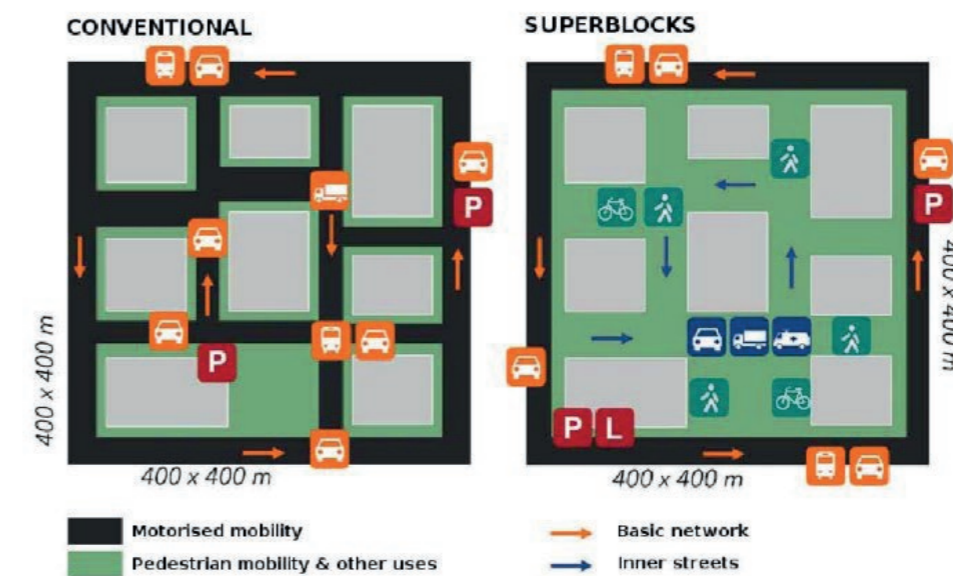 CONVENTIONAL
SUPERBLOCKS
P
P
P
P L
400 x 400 m
400 x 400 m
400 x 400 m
400 x 400 m
Motorised mobility
Pedestrian mobility & other uses
Basic network
Inner streets